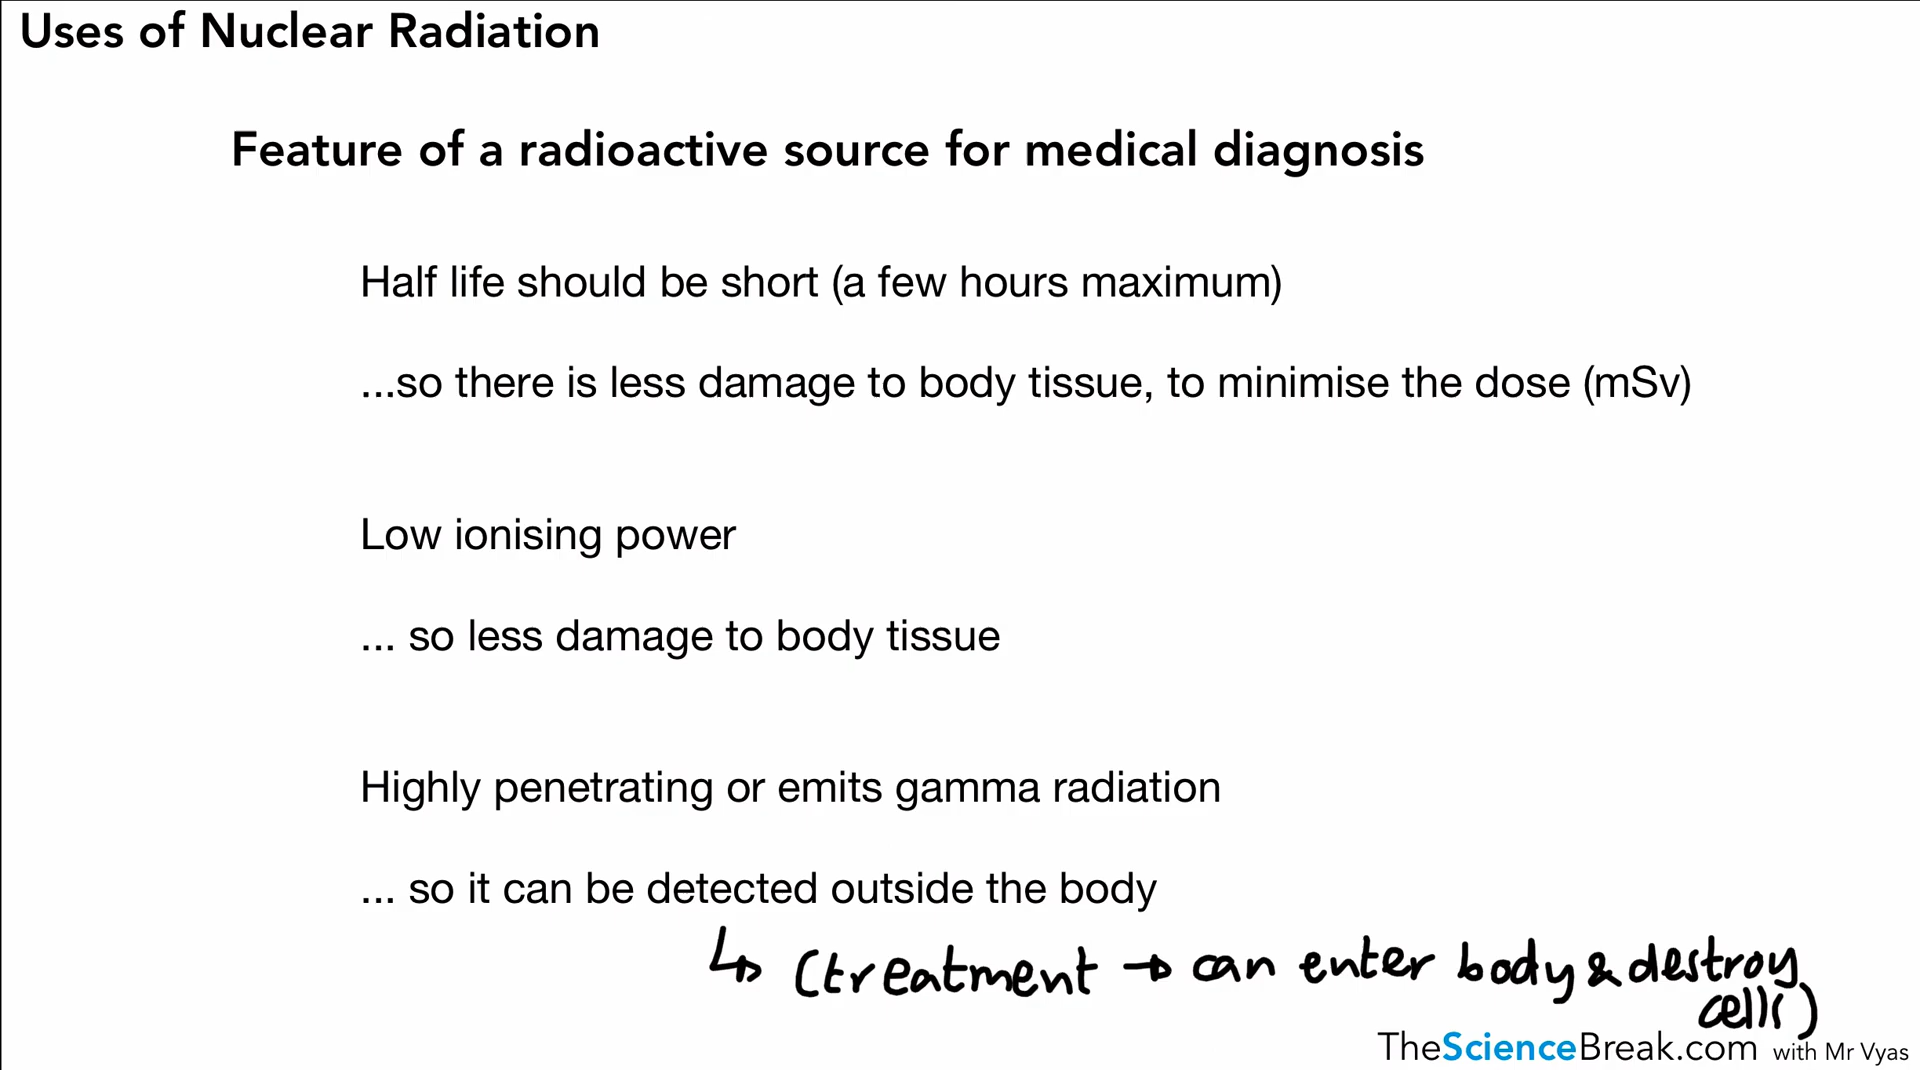 Uses of Nuclear Radiation
Feature of a radioactive source for medical diagnosis
Half life should be short (a few hours maximum)
...so there is less damage to body tissue, to minimise the dose (mSv)
Low ionising power
... so less damage to body tissue
Highly penetrating or emits gamma radiation
... so it can be detected outside the body
↳ (treatment → can enter body & destroy
cells)
TheScienceBreak.com with Mr Vyas